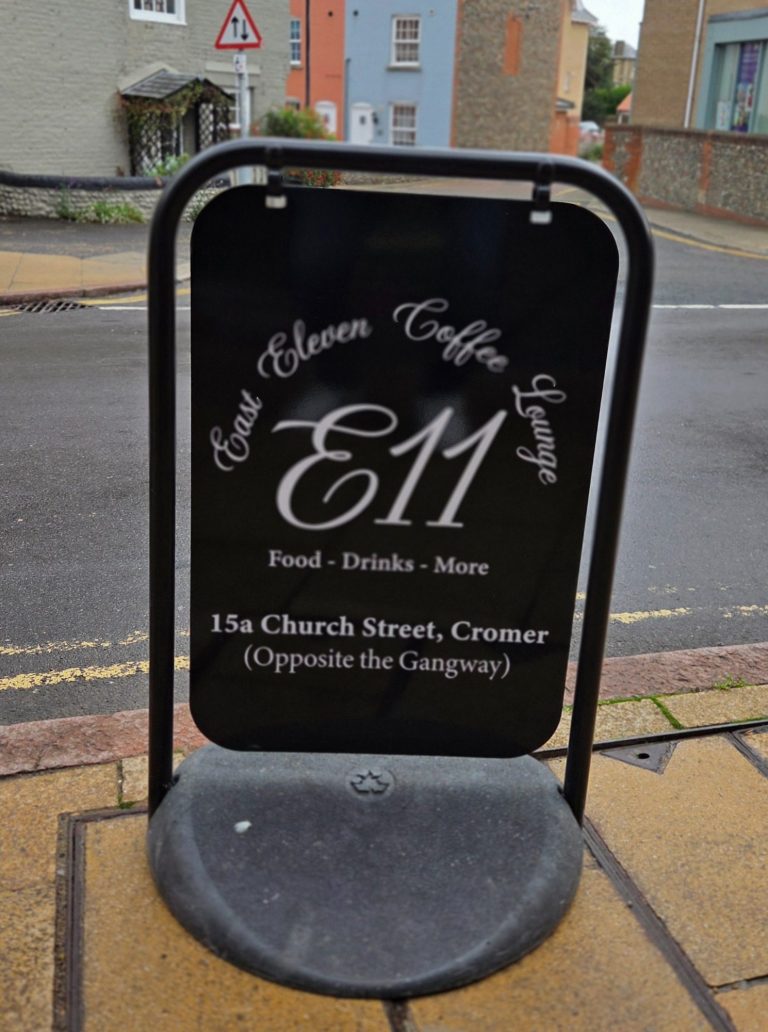 East Eleven Coffee Lounge
E11
Food - Drinks - More
15a Church Street, Cromer
(Opposite the Gangway)